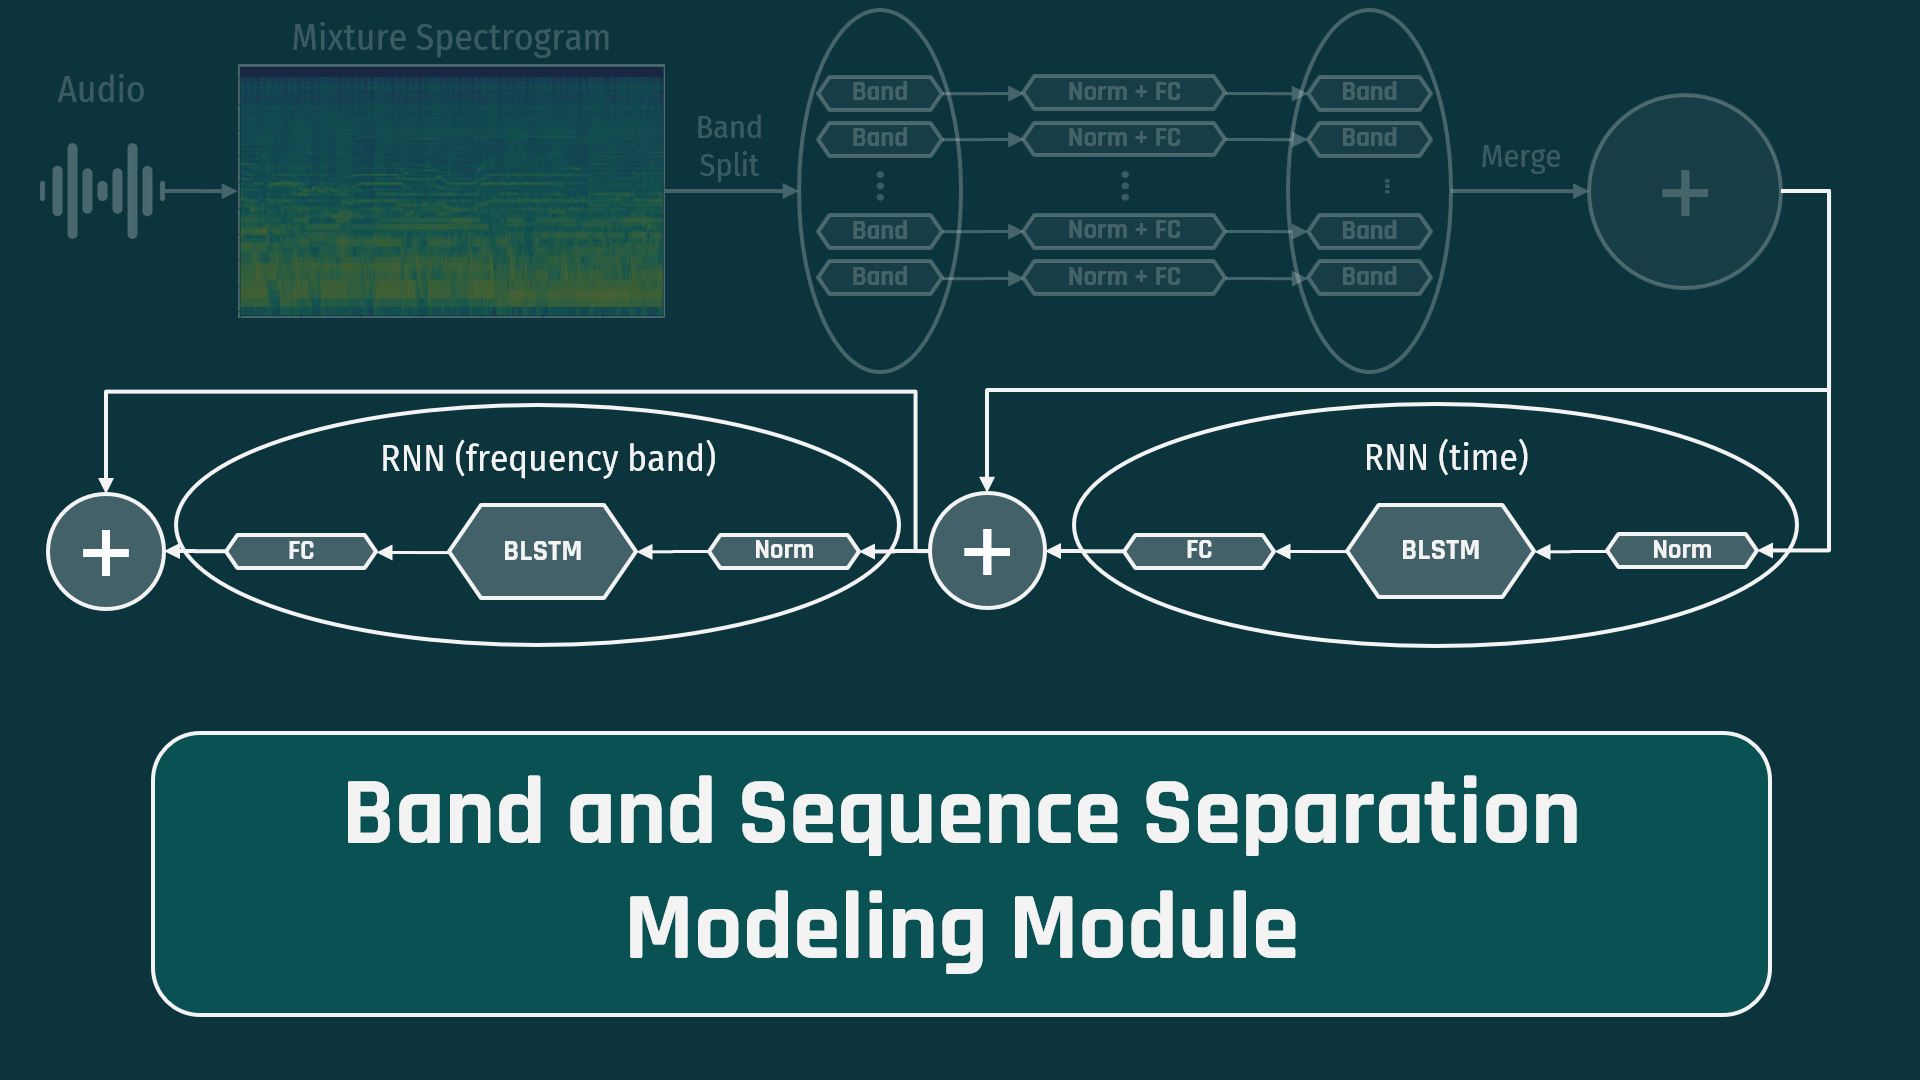 Mixture Spectrogram
Audio
Band
Split
Merge
Band
Norm + FC
Band
Band
Norm + FC
Band
Band
Norm + FC
Band
Band
Norm + FC
Band
+
RNN (frequency band)
RNN (time)
+
FC
BLSTM
Norm
+
FC
BLSTM
Norm
Band and Sequence Separation
Modeling Module